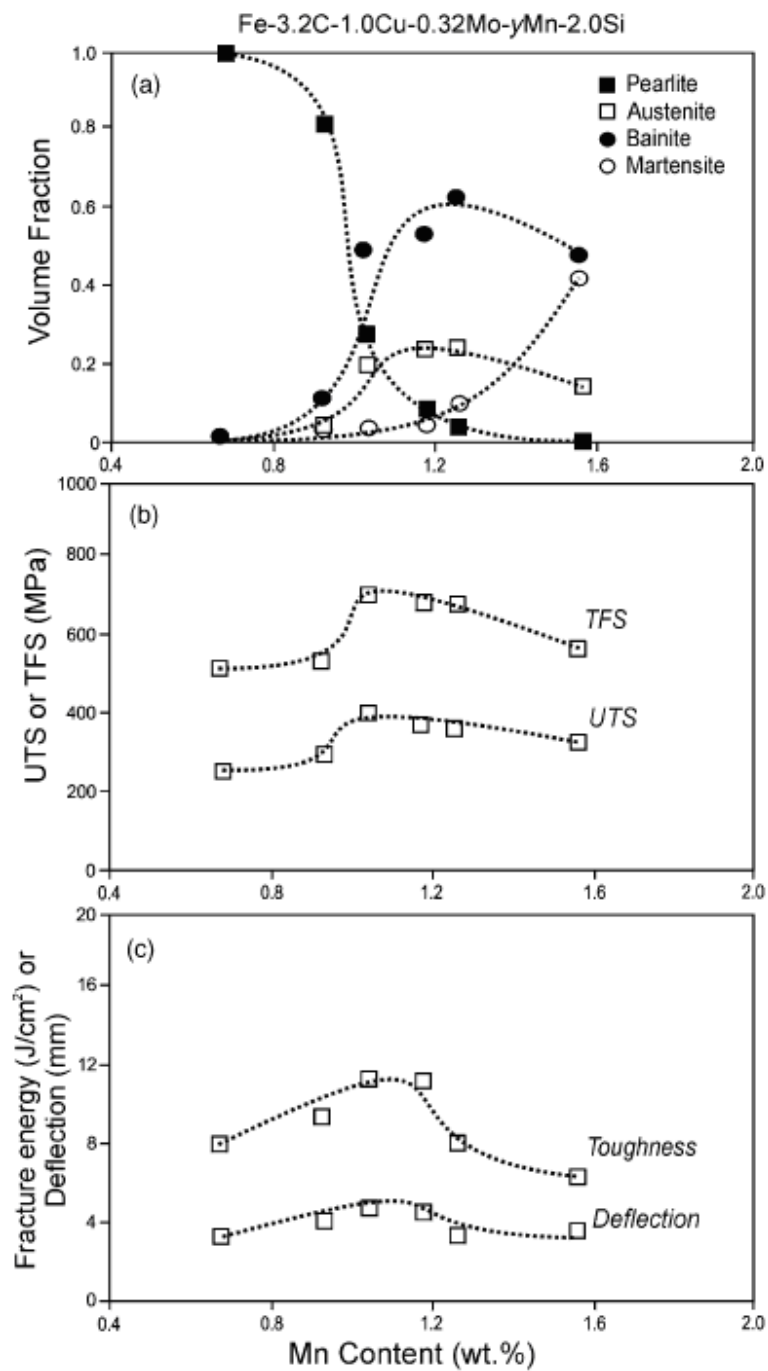 Fe-3.2C-1.0Cu-0.32Mo-yMn-2.0Si
(a)
Pearlite
Austenite
Bainite
Martensite
Volume Fraction
1.0
0.8
0.6
0.4
0.2
0
0.4 0.8 1.2 1.6 2.0
(b)
UTS or TFS (MPa)
1000
800
600
400
200
0
TFS
UTS
0.4 0.8 1.2 1.6 2.0
(c)
Fracture energy (J/cm²) or
Deflection (mm)
20
16
12
8
4
0
Toughness
Deflection
0.4 0.8 1.2 1.6 2.0
Mn Content (wt.%)